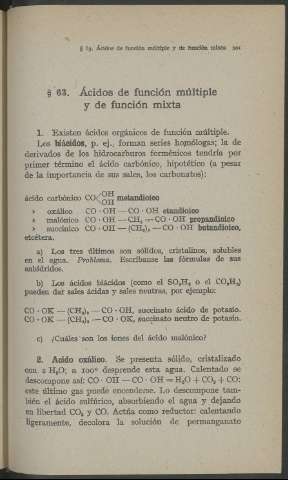 § 19. Ácidos de función múltiple y de función mixta 201
§ 63. Ácidos de función múltiple
y de función mixta
1. Existen ácidos orgánicos de función múltiple.
Los biácidos, p. ej., forman series homólogas; la de
derivados de los hidrocarburos forménicos tendría por
primer término el ácido carbónico, hipotético (a pesar
de la importancia de sus sales, los carbonatos):
ácido carbónico CO<OH OH metandioico
» oxálico CO · OH — CO · OH etandioico
» malónico CO · OH — CH₂ — CO · OH propandioico
» succínico CO · OH — (CH₂)₂ — CO · OH butandioico,
etcétera.
a) Los tres últimos son sólidos, cristalinos, solubles
en el agua. Problema. Escríbanse las fórmulas de sus
anhídridos.
b) Los ácidos biácidos (como el SO₄H₂ o el CO₃H₂)
pueden dar sales ácidas y sales neutras, por ejemplo:
CO · OK — (CH₂)₂ — CO · OH, succinato ácido de potasio.
CO · OK — (CH₂)₂ — CO · OK, succinato neutro de potasio.
c) ¿Cuáles son los iones del ácido malónico?
2. Acido oxálico. Se presenta sólido, cristalizado
con 2 H₂O; a 100° desprende esta agua. Calentado se
descompone así: CO · OH — CO · OH = H₂O + CO₂ + CO:
este último gas puede encenderse. Lo descompone tam-
bién el ácido sulfúrico, absorbiendo el agua y dejando
en libertad CO₂ y CO. Actúa como reductor: calentando
ligeramente, decolora la solución de permanganato